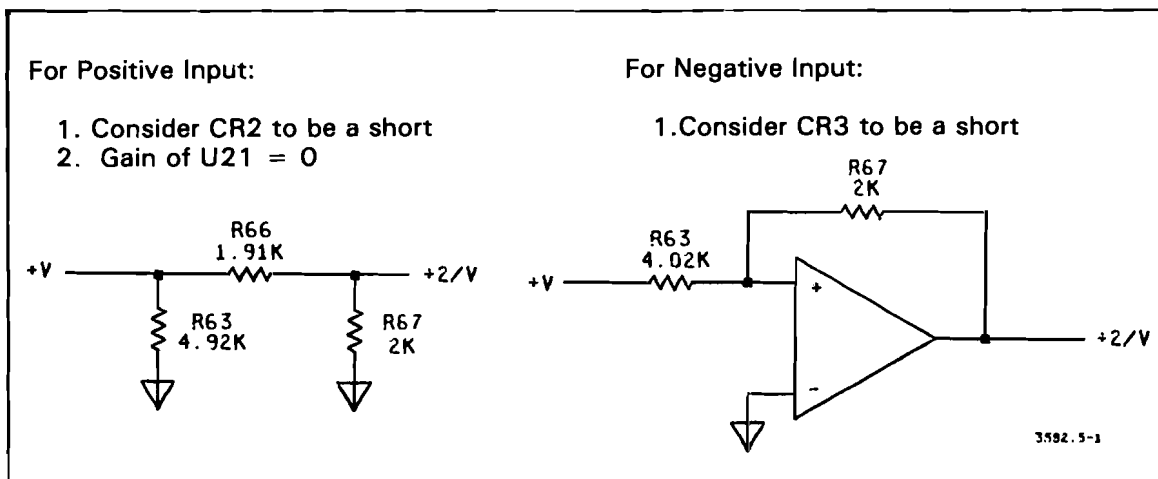 For Positive Input:
1. Consider CR2 to be a short
2. Gain of U21 = 0
R66
1.91K
+V
+2/V
R63
4.92K
R67
2K
For Negative Input:
1.Consider CR3 to be a short
R67
2K
R63
4.02K
+V
+
-
+2/V
3592.5-1